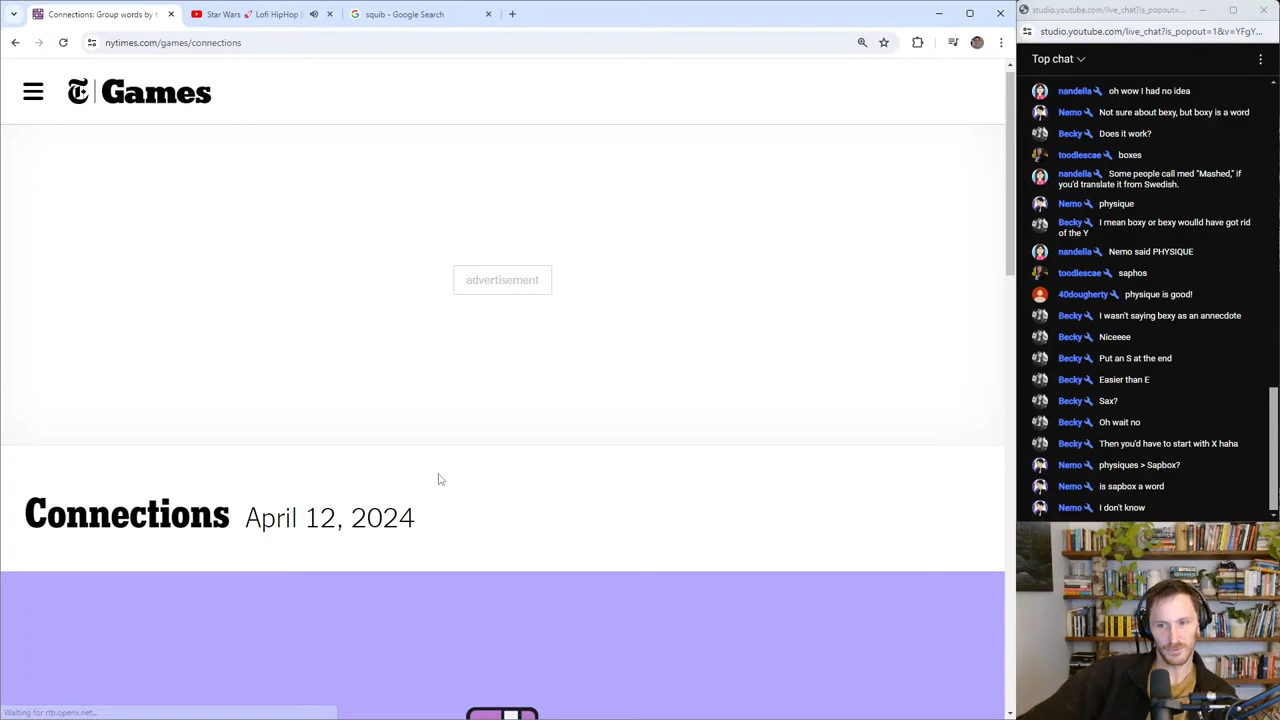 Connections: Group words by t
Star Wars 🚀 Lofi HipHop
squib - Google Search
studio.youtube.com/live_chat?is_popout=...
nytimes.com/games/connections
studio.youtube.com/live_chat?is_popout=1&v=YFgY...
Games
Top chat
advertisement
Connections April 12, 2024
Waiting for rtb.openx.net...
nandella oh wow I had no idea
Nemo Not sure about bexy, but boxy is a word
Becky Does it work?
toodlescae boxes
nandella Some people call med "Mashed," if
you'd translate it from Swedish.
Nemo physique
Becky I mean boxy or bexy woulld have got rid
of the Y
nandella Nemo said PHYSIQUE
toodlescae saphos
40dougherty physique is good!
Becky I wasn't saying bexy as an annecdote
Becky Niceeee
Becky Put an S at the end
Becky Easier than E
Becky Sax?
Becky Oh wait no
Becky Then you'd have to start with X haha
Nemo physiques > Sapbox?
Nemo is sapbox a word
Nemo I don't know